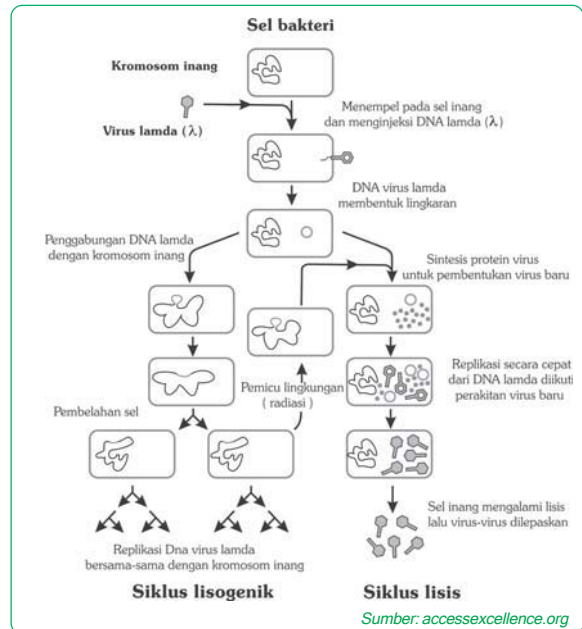 Sel bakteri
Kromosom inang
Virus lamda (λ)
Menempel pada sel inang
dan menginjeksi DNA lamda (λ)
DNA virus lamda
membentuk lingkaran
Penggabungan DNA lamda
dengan kromosom inang
Sintesis protein virus
untuk pembentukan virus baru
Pemicu lingkungan
( radiasi )
Replikasi secara cepat
dari DNA lamda diikuti
perakitan virus baru
Pembelahan sel
Sel inang mengalami lisis
lalu virus-virus dilepaskan
Replikasi Dna virus lamda
bersama-sama dengan kromosom inang
Siklus lisogenik
Siklus lisis
Sumber: accessexcellence.org